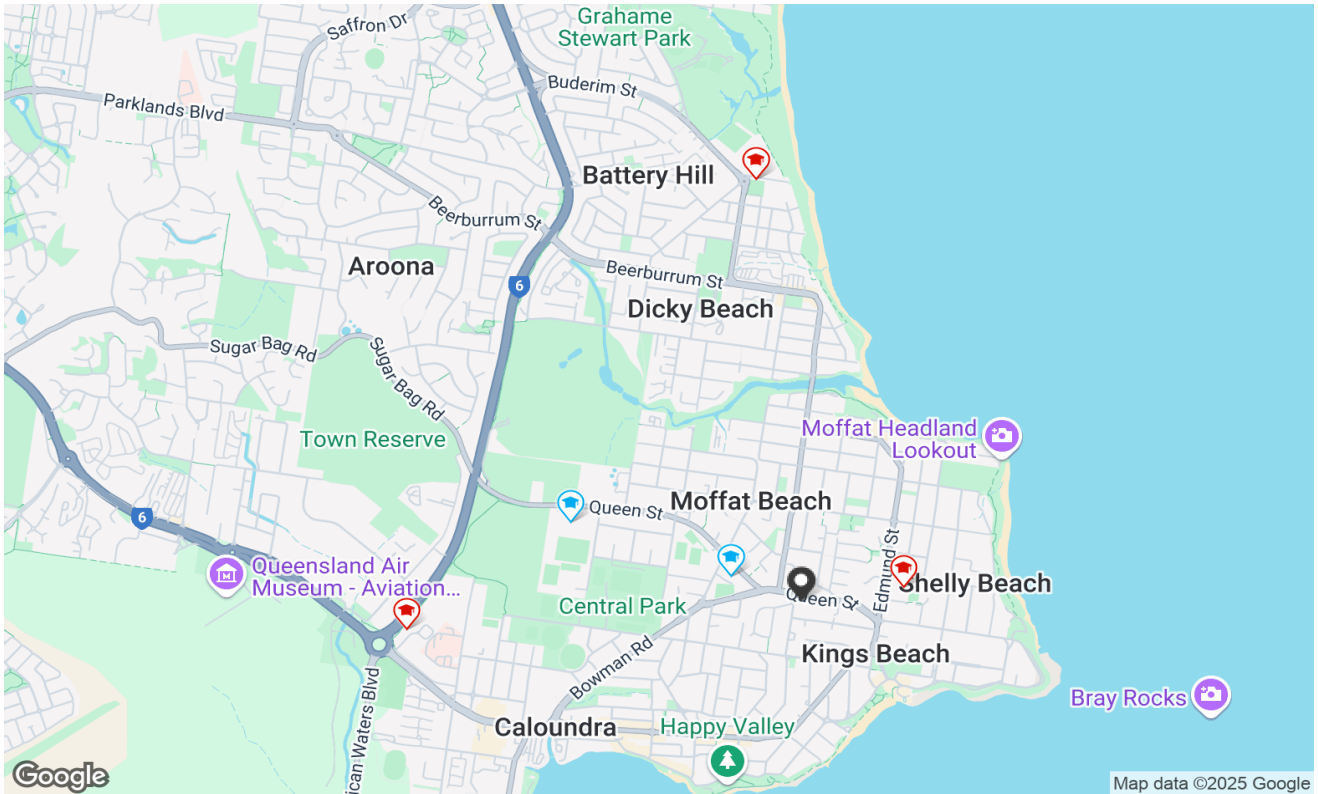 Grahame
Stewart Park
Saffron Dr
Buderim St
Parklands Blvd
Battery Hill
Beerburrum St
Aroona
Beerburrum St
6
Dicky Beach
Sugar Bag Rd
Sugar Bag Rd
Moffat Headland
Lookout
Town Reserve
Moffat Beach
Queen St
6
Edmund St
Queensland Air
Museum - Aviation...
Shelly Beach
Queen St
Central Park
Kings Beach
Bowman Rd
Bray Rocks
ican Waters Blvd
Caloundra
Happy Valley
Google
Map data ©2025 Google